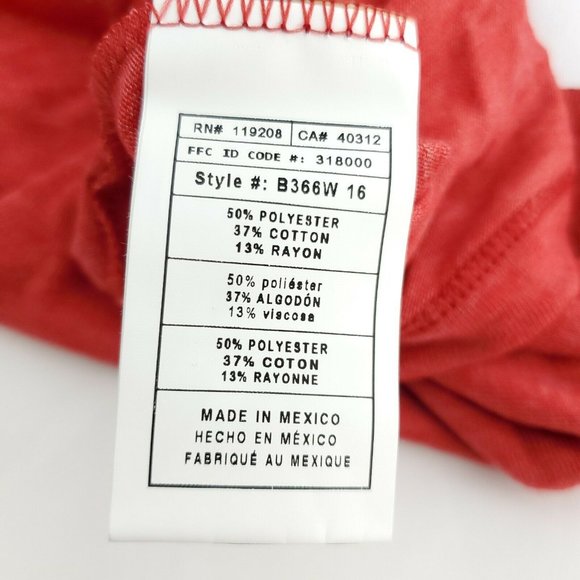 RN# 119208 CA# 40312
FFC ID CODE #: 318000
Style #: B366W 16
50% POLYESTER
37% COTTON
13% RAYON
50% poliéster
37% ALGODÓN
13% viscosa
50% POLYESTER
37% COTON
13% RAYONNE
MADE IN MEXICO
HECHO EN MÉXICO
FABRIQUÉ AU MEXIQUE